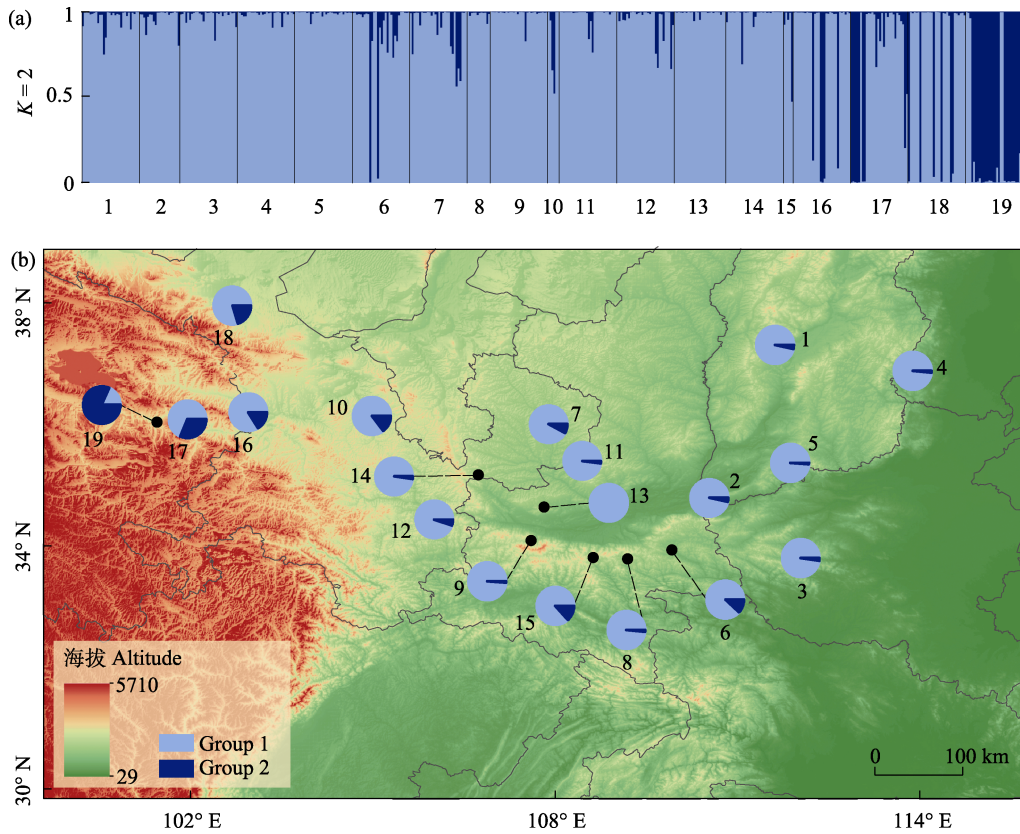 (a)
1
0.5
0
K = 2
1 2 3 4 5 6 7 8 9 10 11 12 13 14 15 16 17 18 19
(b)
38° N
34° N
30° N
18
1
4
19
17
16
10
7
11
5
14
13
2
12
9
15
8
6
3
海拔 Altitude
5710
29
Group 1
Group 2
0 100 km
102° E 108° E 114° E